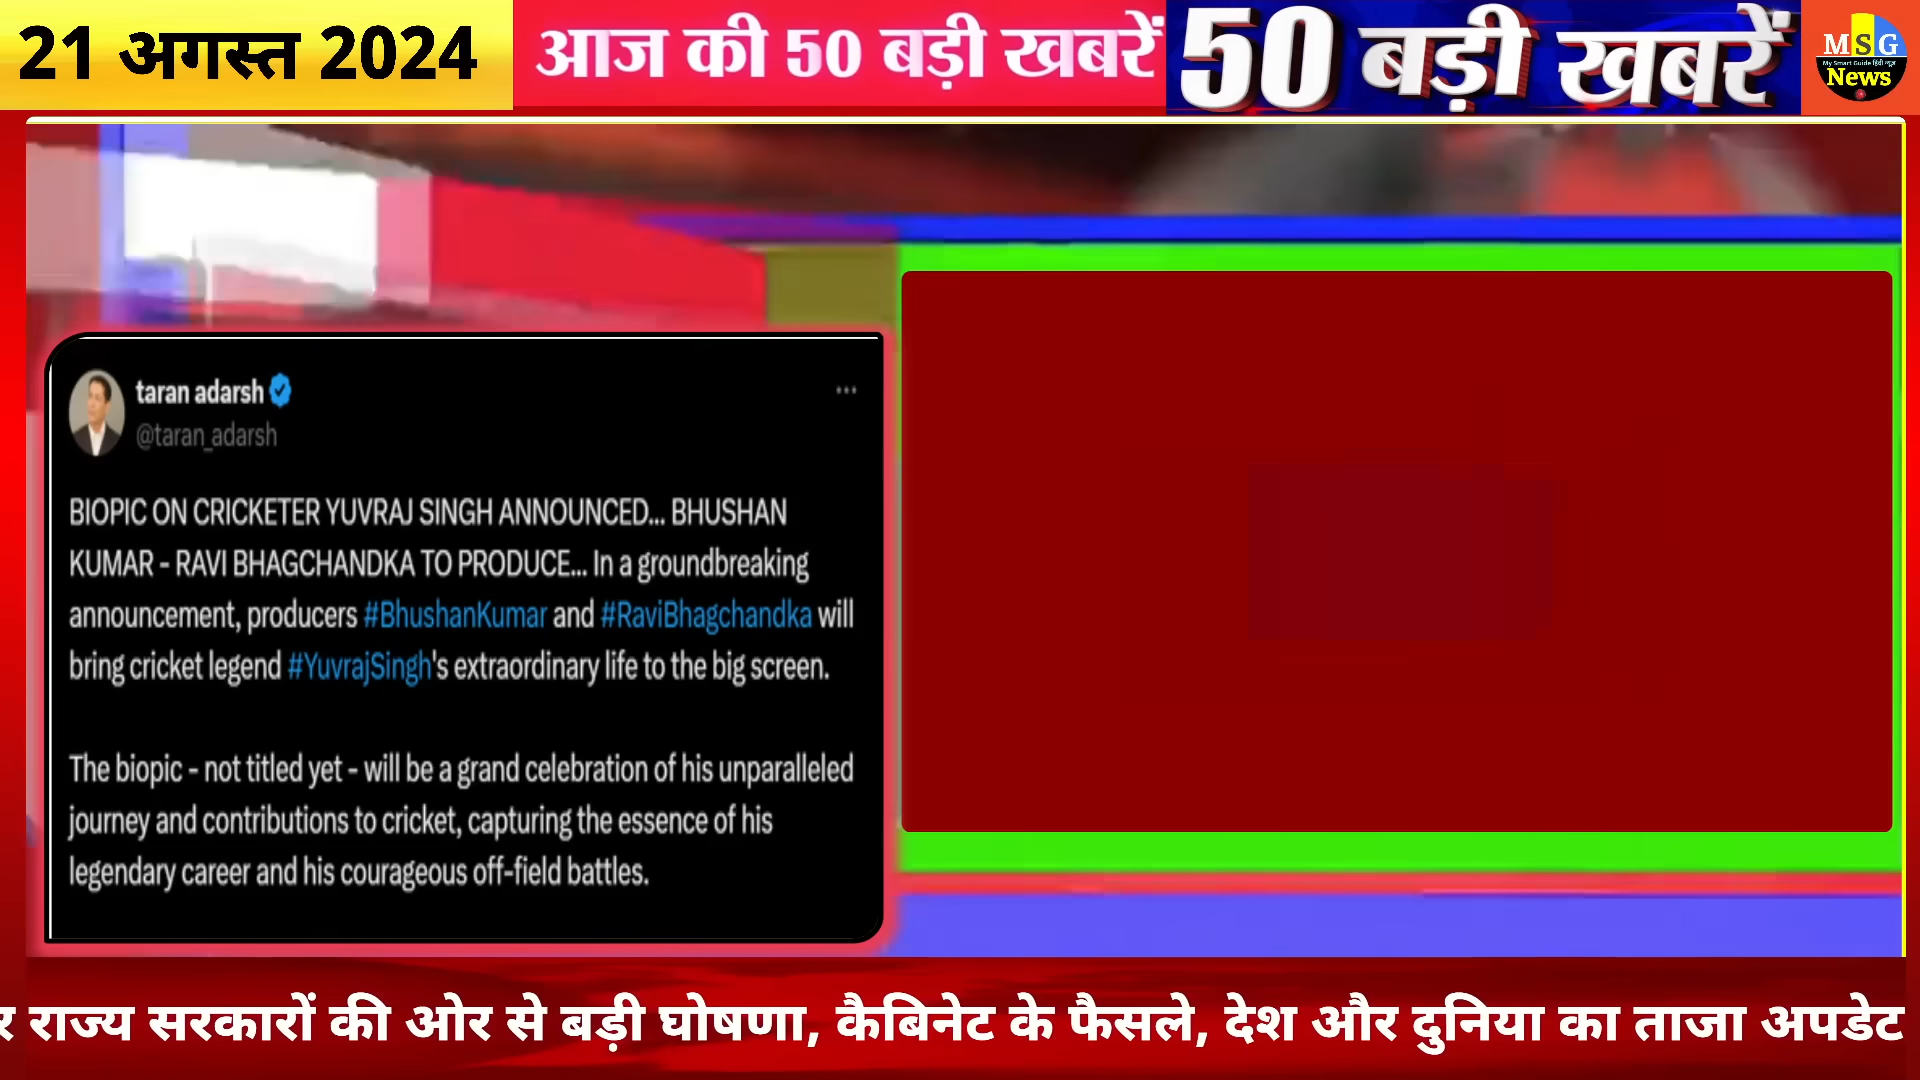 21 अगस्त 2024
आज की 50 बड़ी खबरें
50 बड़ी खबरें
MSG
My Smart Guide हिंदी न्यूज़
News
taran adarsh
@taran_adarsh
BIOPIC ON CRICKETER YUVRAJ SINGH ANNOUNCED... BHUSHAN
KUMAR - RAVI BHAGCHANDKA TO PRODUCE... In a groundbreaking
announcement, producers #BhushanKumar and #RaviBhagchandka will
bring cricket legend #YuvrajSingh's extraordinary life to the big screen.
The biopic - not titled yet - will be a grand celebration of his unparalleled
journey and contributions to cricket, capturing the essence of his
legendary career and his courageous off-field battles.
राज्य सरकारों की ओर से बड़ी घोषणा, कैबिनेट के फैसले, देश और दुनिया का ताजा अपडेट